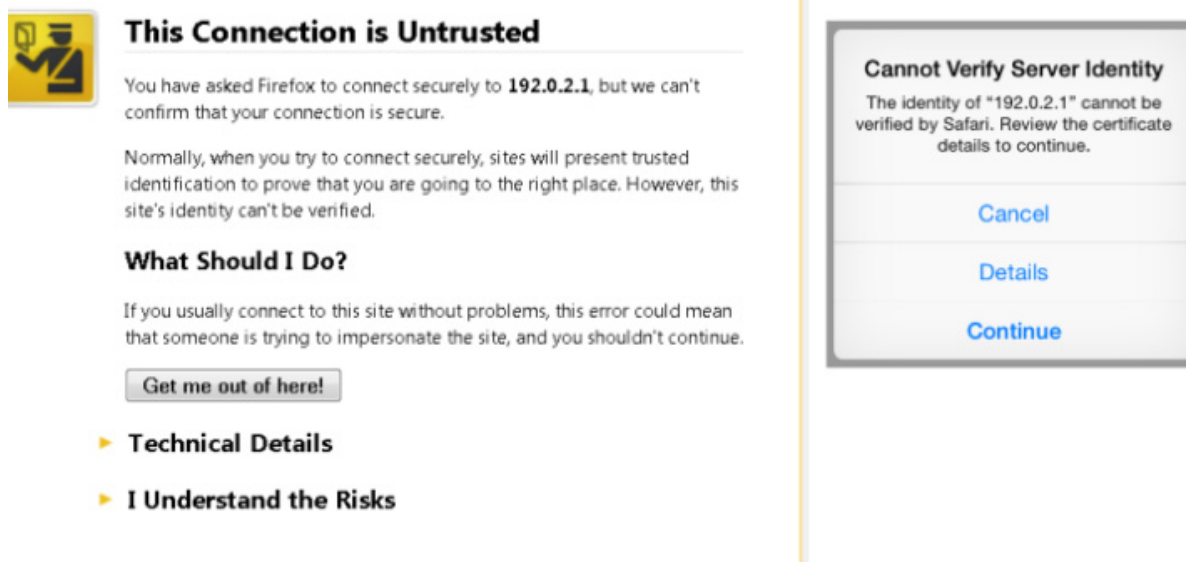 This Connection is Untrusted
You have asked Firefox to connect securely to 192.0.2.1, but we can't
confirm that your connection is secure.
Normally, when you try to connect securely, sites will present trusted
identification to prove that you are going to the right place. However, this
site's identity can't be verified.
What Should I Do?
If you usually connect to this site without problems, this error could mean
that someone is trying to impersonate the site, and you shouldn't continue.
Get me out of here!
Technical Details
I Understand the Risks
Cannot Verify Server Identity
The identity of “192.0.2.1” cannot be
verified by Safari. Review the certificate
details to continue.
Cancel
Details
Continue